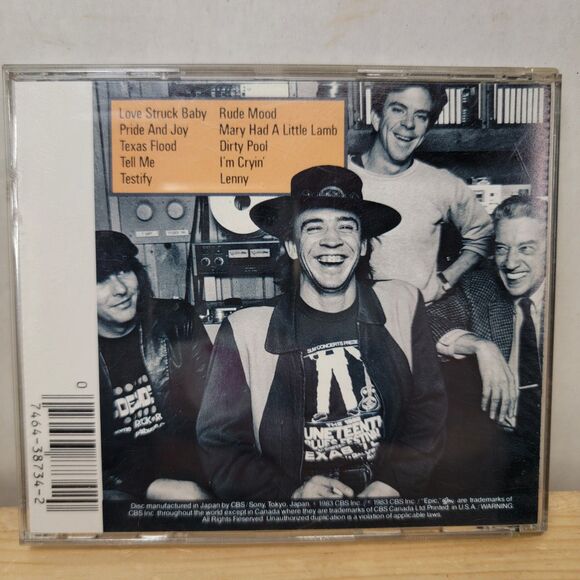 Love Struck Baby
Pride And Joy
Texas Flood
Tell Me
Testify
Rude Mood
Mary Had A Little Lamb
Dirty Pool
I'm Cryin'
Lenny
0
7464-38734-2
Disc manufactured in Japan by CBS/Sony, Tokyo, Japan. ℗ 1983 CBS Inc./© 1983 CBS Inc./"Epic," are trademarks of
CBS Inc. throughout the world except in Canada where they are trademarks of CBS Canada Ltd. Printed in U.S.A./WARNING:
All Rights Reserved. Unauthorized duplication is a violation of applicable laws.